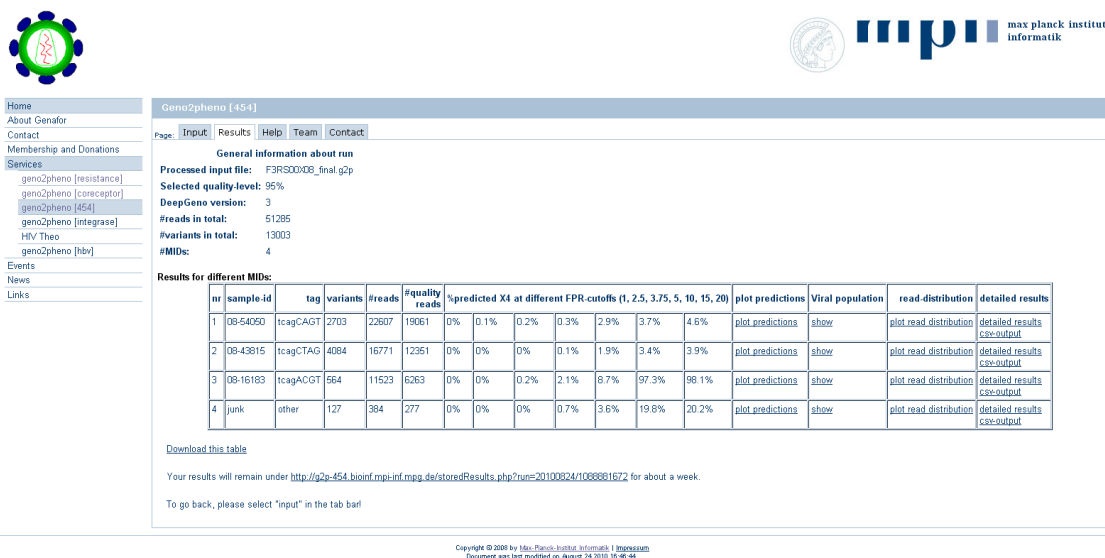 max planck institut
informatik
Home
About Genafor
Contact
Membership and Donations
Services
geno2pheno [resistance]
geno2pheno [coreceptor]
geno2pheno [454]
geno2pheno [integrase]
HIV Theo
geno2pheno [hbv]
Events
News
Links
Geno2pheno [454]
Page: Input Results Help Team Contact
General information about run
Processed input file: F3RS00X08_final.g2p
Selected quality-level: 95%
DeepGeno version: 3
#reads in total: 51285
#variants in total: 13003
#MIDs: 4
Results for different MIDs:
nr sample-id tag variants #reads #quality reads %predicted X4 at different FPR-cutoffs (1, 2.5, 3.75, 5, 10, 15, 20) plot predictions Viral population read-distribution detailed results
1 08-54050 tcagCAGT 2703 22607 19061 0% 0.1% 0.2% 0.3% 2.9% 3.7% 4.6% plot predictions show plot read distribution detailed results
csv-output
2 08-43815 tcagCTAG 4084 16771 12351 0% 0% 0% 0.1% 1.9% 3.4% 3.9% plot predictions show plot read distribution detailed results
csv-output
3 08-16183 tcagACGT 564 11523 6263 0% 0% 0.2% 2.1% 8.7% 97.3% 98.1% plot predictions show plot read distribution detailed results
csv-output
4 junk other 127 384 277 0% 0% 0% 0.7% 3.6% 19.8% 20.2% plot predictions show plot read distribution detailed results
csv-output
Download this table
Your results will remain under http://g2p-454.bioinf.mpi-inf.mpg.de/storedResults.php?run=20100824/1088881672 for about a week.
To go back, please select "input" in the tab bar!
Copyright © 2008 by Max-Planck-Institut Informatik | Impressum
Document was last modified on August 24 2010 16:46:44